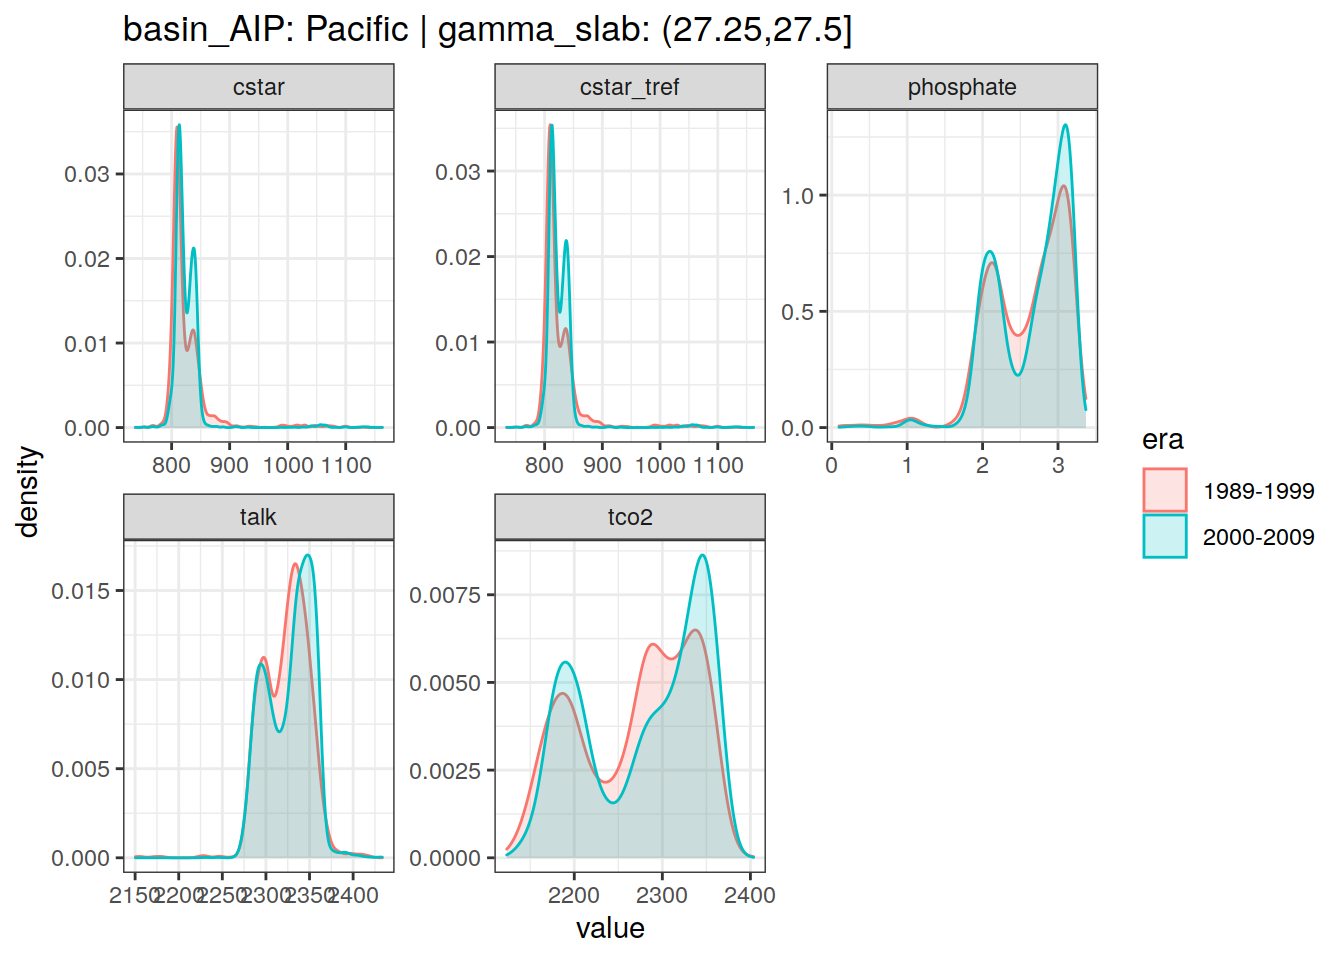 basin_AIP: Pacific | gamma_slab: (27.25,27.5]
cstar
cstar_tref
phosphate
0.03
0.02
0.01
0.00
800 900 1000 1100
0.03
0.02
0.01
0.00
800 900 1000 1100
1.0
0.5
0.0
0 1 2 3
density
talk
tco2
0.015
0.010
0.005
0.000
2150 2200 2250 2300 2350 2400
0.0075
0.0050
0.0025
0.0000
2200 2300 2400
value
era
1989-1999
2000-2009